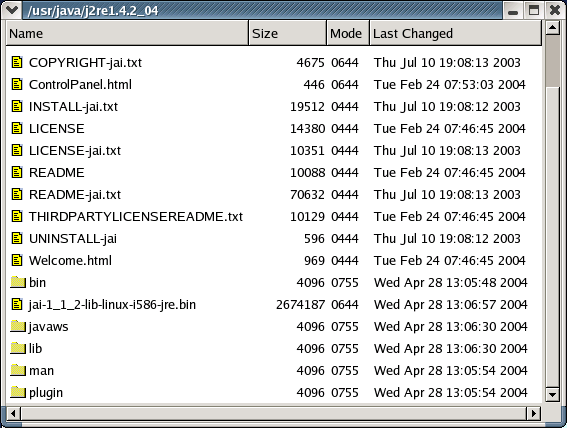 /usr/java/j2re1.4.2_04
Name Size Mode Last Changed
COPYRIGHT-jai.txt 4675 0644 Thu Jul 10 19:08:13 2003
ControlPanel.html 446 0644 Tue Feb 24 07:53:03 2004
INSTALL-jai.txt 19512 0444 Thu Jul 10 19:08:12 2003
LICENSE 14380 0444 Tue Feb 24 07:46:45 2004
LICENSE-jai.txt 10351 0444 Thu Jul 10 19:08:13 2003
README 10088 0444 Tue Feb 24 07:46:45 2004
README-jai.txt 70632 0444 Thu Jul 10 19:08:13 2003
THIRDPARTYLICENSEREADME.txt 10129 0444 Tue Feb 24 07:46:45 2004
UNINSTALL-jai 596 0444 Thu Jul 10 19:08:12 2003
Welcome.html 969 0444 Tue Feb 24 07:46:45 2004
bin 4096 0755 Wed Apr 28 13:05:48 2004
jai-1_1_2-lib-linux-i586-jre.bin 2674187 0644 Wed Apr 28 13:06:57 2004
javaws 4096 0755 Wed Apr 28 13:06:30 2004
lib 4096 0755 Wed Apr 28 13:06:30 2004
man 4096 0755 Wed Apr 28 13:05:54 2004
plugin 4096 0755 Wed Apr 28 13:05:54 2004